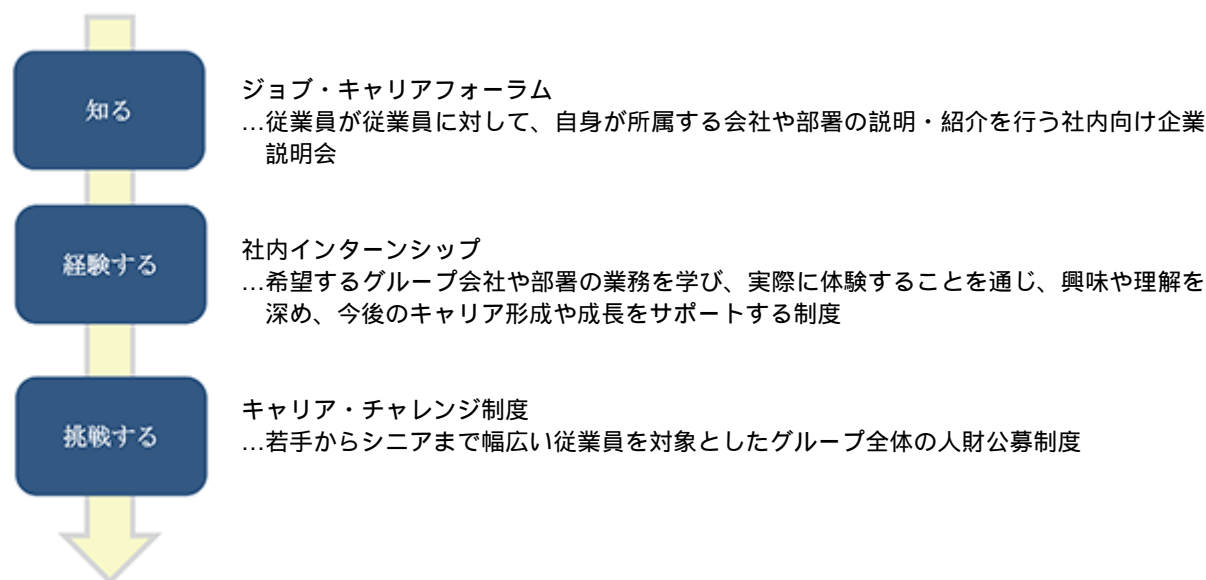 知る
ジョブ・キャリアフォーラム
…従業員が従業員に対して、自身が所属する会社や部署の説明・紹介を行う社内向け企業
説明会
経験する
社内インターンシップ
…希望するグループ会社や部署の業務を学び、実際に体験することを通じ、興味や理解を
深め、今後のキャリア形成や成長をサポートする制度
挑戦する
キャリア・チャレンジ制度
…若手からシニアまで幅広い従業員を対象としたグループ全体の人財公募制度